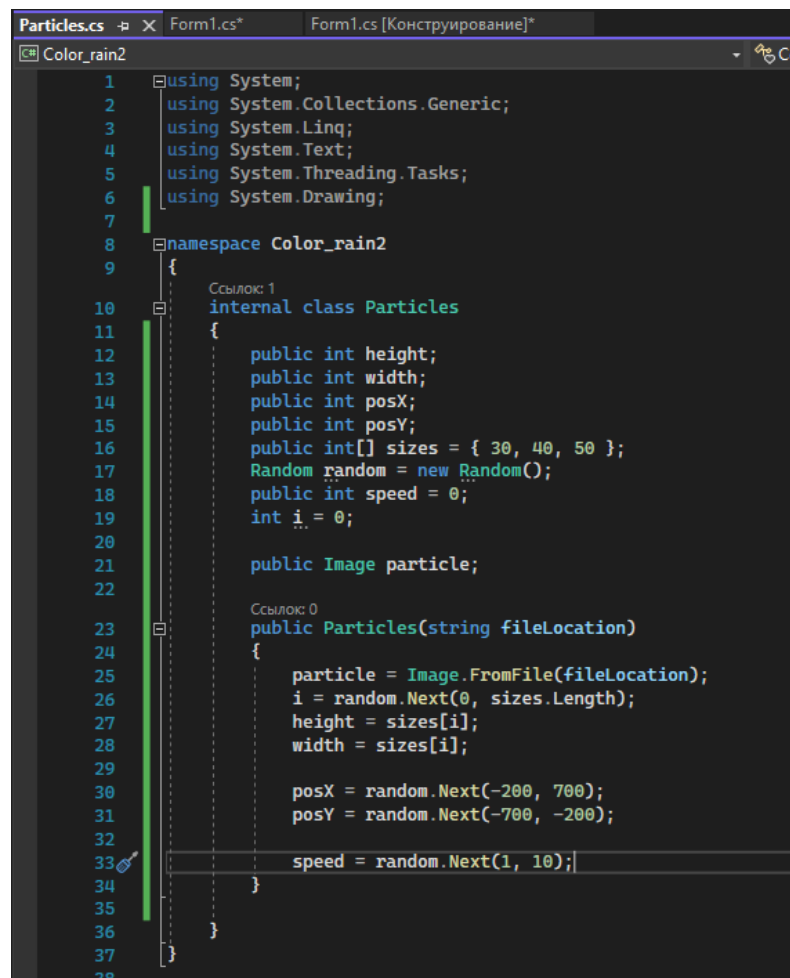 Particles.cs Form1.cs* Form1.cs [Конструирование]*
C# Color_rain2 C
1 using System;
2 using System.Collections.Generic;
3 using System.Linq;
4 using System.Text;
5 using System.Threading.Tasks;
6 using System.Drawing;
7
8 namespace Color_rain2
9 {
Ссылок: 1
10 internal class Particles
11 {
12 public int height;
13 public int width;
14 public int posX;
15 public int posY;
16 public int[] sizes = { 30, 40, 50 };
17 Random random = new Random();
18 public int speed = 0;
19 int i = 0;
20
21 public Image particle;
22
Ссылок: 0
23 public Particles(string fileLocation)
24 {
25 particle = Image.FromFile(fileLocation);
26 i = random.Next(0, sizes.Length);
27 height = sizes[i];
28 width = sizes[i];
29
30 posX = random.Next(-200, 700);
31 posY = random.Next(-700, -200);
32
33 speed = random.Next(1, 10);
34 }
35
36 }
37 }
38